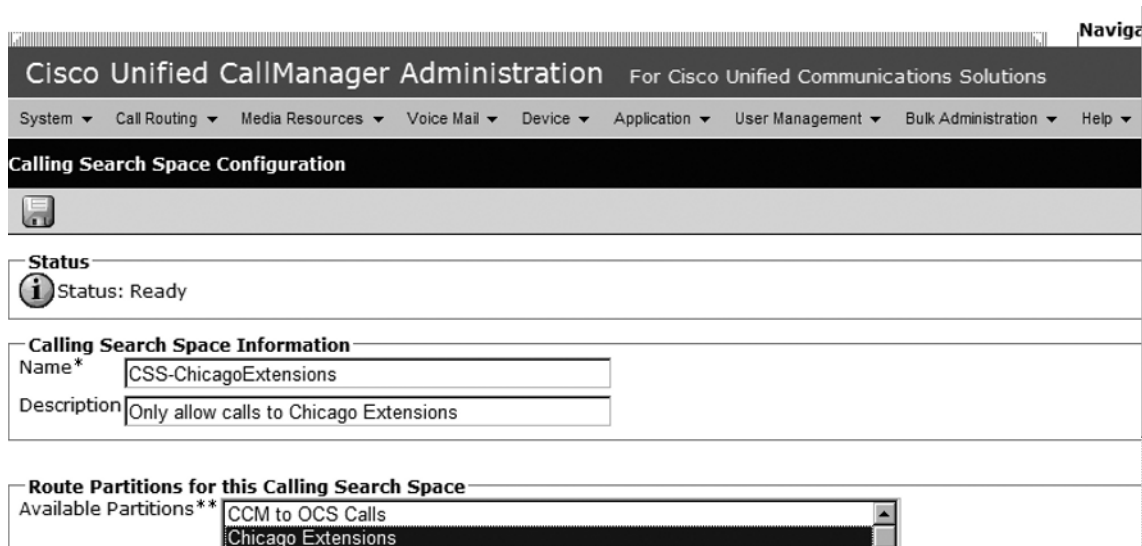 Naviga
Cisco Unified CallManager Administration For Cisco Unified Communications Solutions
System Call Routing Media Resources Voice Mail Device Application User Management Bulk Administration Help
Calling Search Space Configuration
Status
Status: Ready
Calling Search Space Information
Name* CSS-ChicagoExtensions
Description Only allow calls to Chicago Extensions
Route Partitions for this Calling Search Space
Available Partitions** CCM to OCS Calls
Chicago Extensions